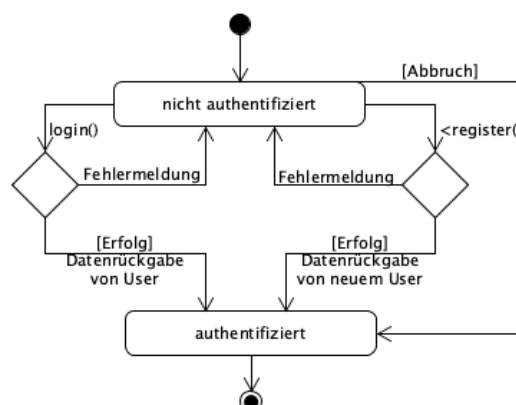 [Abbruch]
nicht authentifiziert
login()
<register(
Fehlermeldung
Fehlermeldung
[Erfolg]
Datenrückgabe
von User
[Erfolg]
Datenrückgabe
von neuem User
authentifiziert